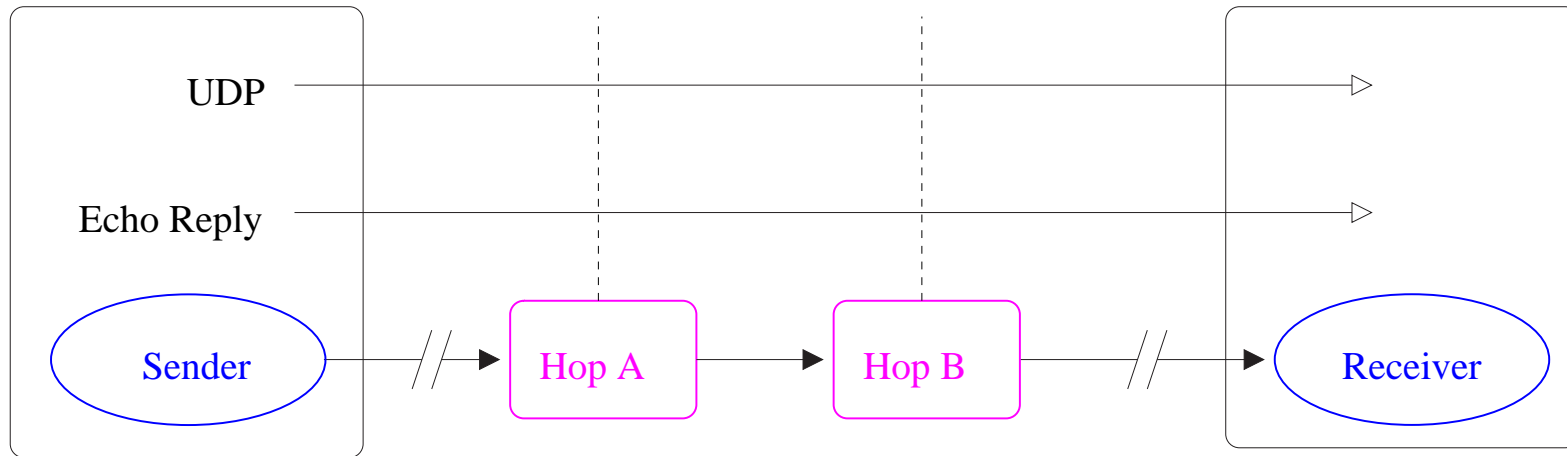 UDP
Echo Reply
Sender
Hop A
Hop B
Receiver